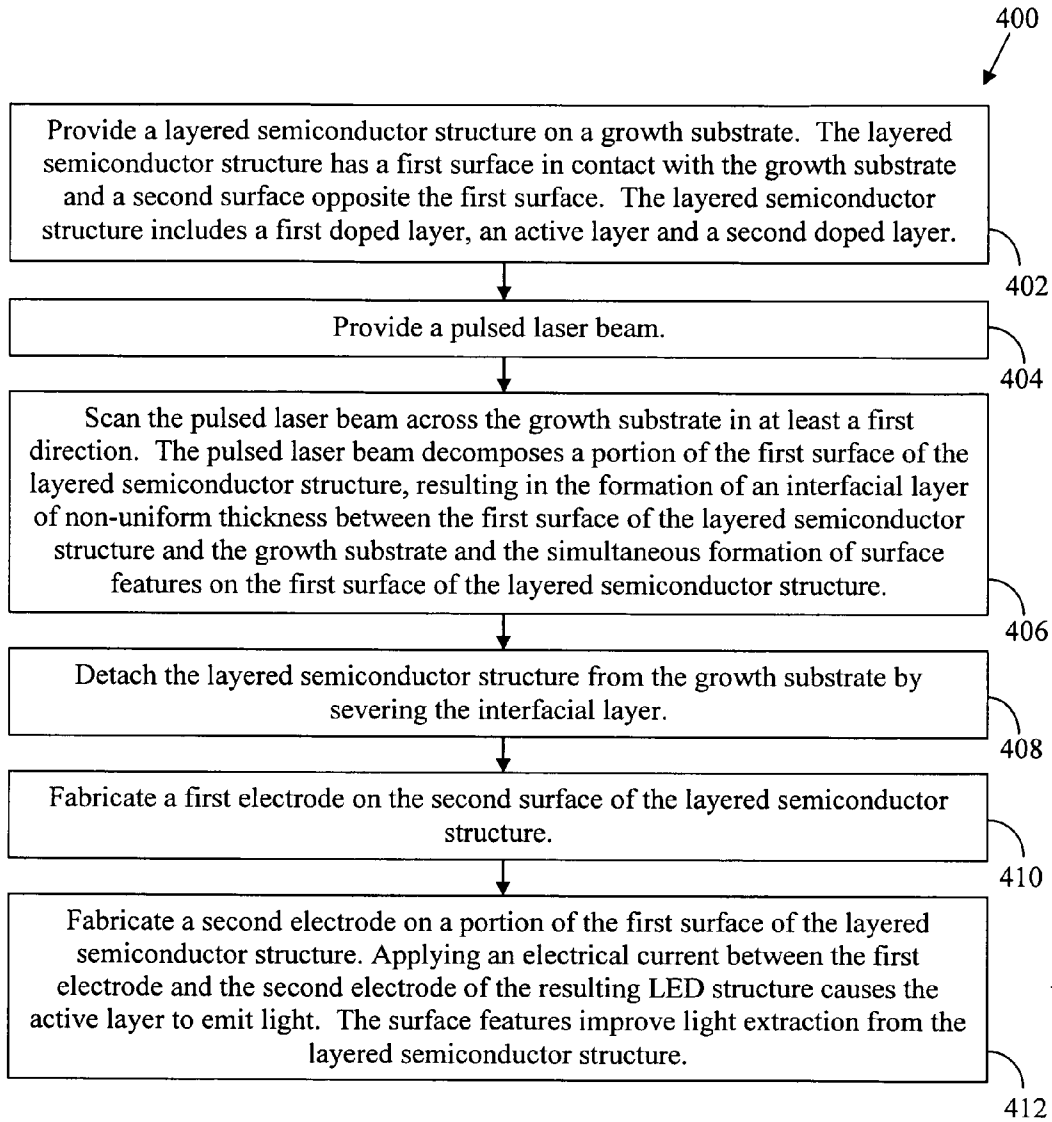 400
Provide a layered semiconductor structure on a growth substrate.  The layered
semiconductor structure has a first surface in contact with the growth substrate
and a second surface opposite the first surface.  The layered semiconductor
structure includes a first doped layer, an active layer and a second doped layer.
402
Provide a pulsed laser beam.
404
Scan the pulsed laser beam across the growth substrate in at least a first
direction.  The pulsed laser beam decomposes a portion of the first surface of the
layered semiconductor structure, resulting in the formation of an interfacial layer
of non-uniform thickness between the first surface of the layered semiconductor
structure and the growth substrate and the simultaneous formation of surface
features on the first surface of the layered semiconductor structure.
406
Detach the layered semiconductor structure from the growth substrate by
severing the interfacial layer.
408
Fabricate a first electrode on the second surface of the layered semiconductor
structure.
410
Fabricate a second electrode on a portion of the first surface of the layered
semiconductor structure. Applying an electrical current between the first
electrode and the second electrode of the resulting LED structure causes the
active layer to emit light.  The surface features improve light extraction from the
layered semiconductor structure.
412